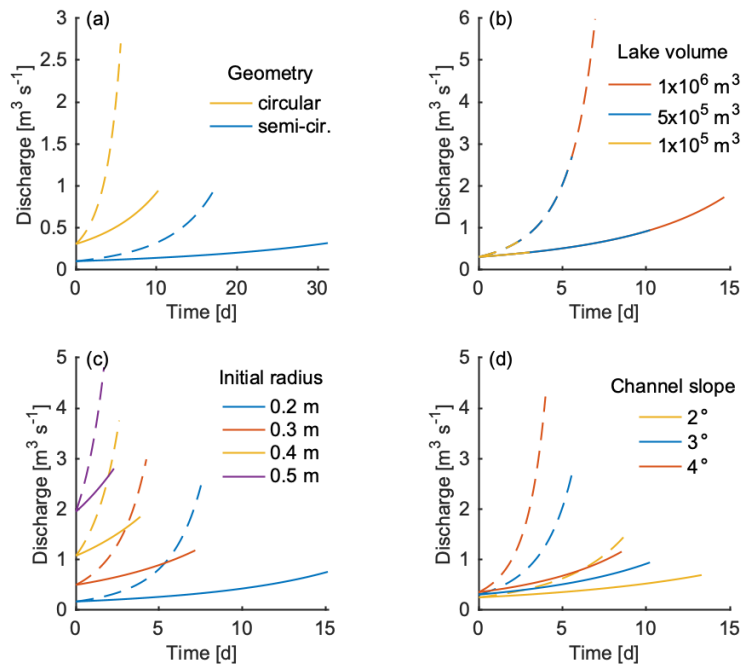 (a)
3
2.5
2
1.5
1
0.5
0
Discharge [m³ s⁻¹]
Geometry
circular
semi-cir.
0 10 20 30
Time [d]
(b)
6
5
4
3
2
1
0
Discharge [m³ s⁻¹]
Lake volume
1x10⁶ m³
5x10⁵ m³
1x10⁵ m³
0 5 10 15
Time [d]
(c)
5
4
3
2
1
0
Discharge [m³ s⁻¹]
Initial radius
0.2 m
0.3 m
0.4 m
0.5 m
0 5 10 15
Time [d]
(d)
5
4
3
2
1
0
Discharge [m³ s⁻¹]
Channel slope
2°
3°
4°
0 5 10 15
Time [d]